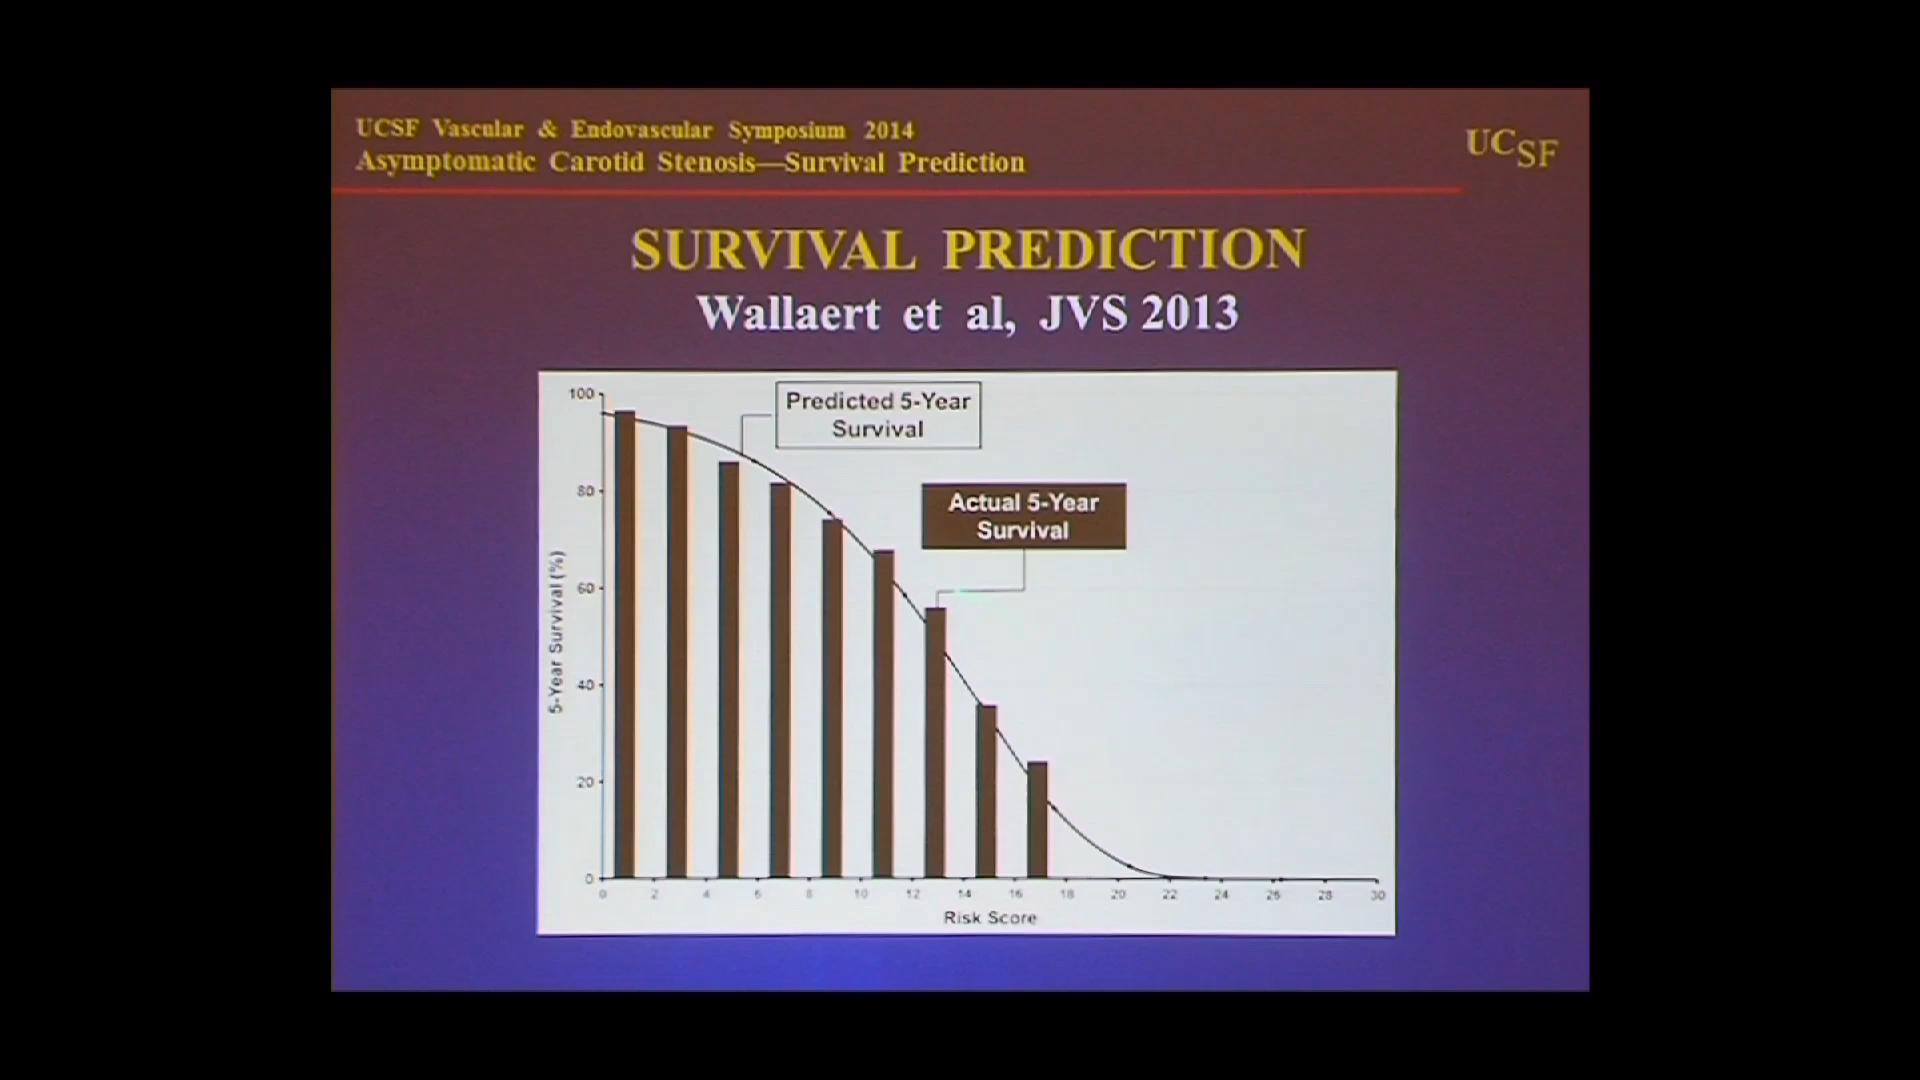 UCSF Vascular & Endovascular Symposium 2014
Asymptomatic Carotid Stenosis—Survival Prediction
UCSF
SURVIVAL PREDICTION
Wallaert et al, JVS 2013
Predicted 5-Year
Survival
Actual 5-Year
Survival
5-Year Survival (%)
100
80
60
40
20
0
0 2 4 6 8 10 12 14 16 18 20 22 24 26 28 30
Risk Score